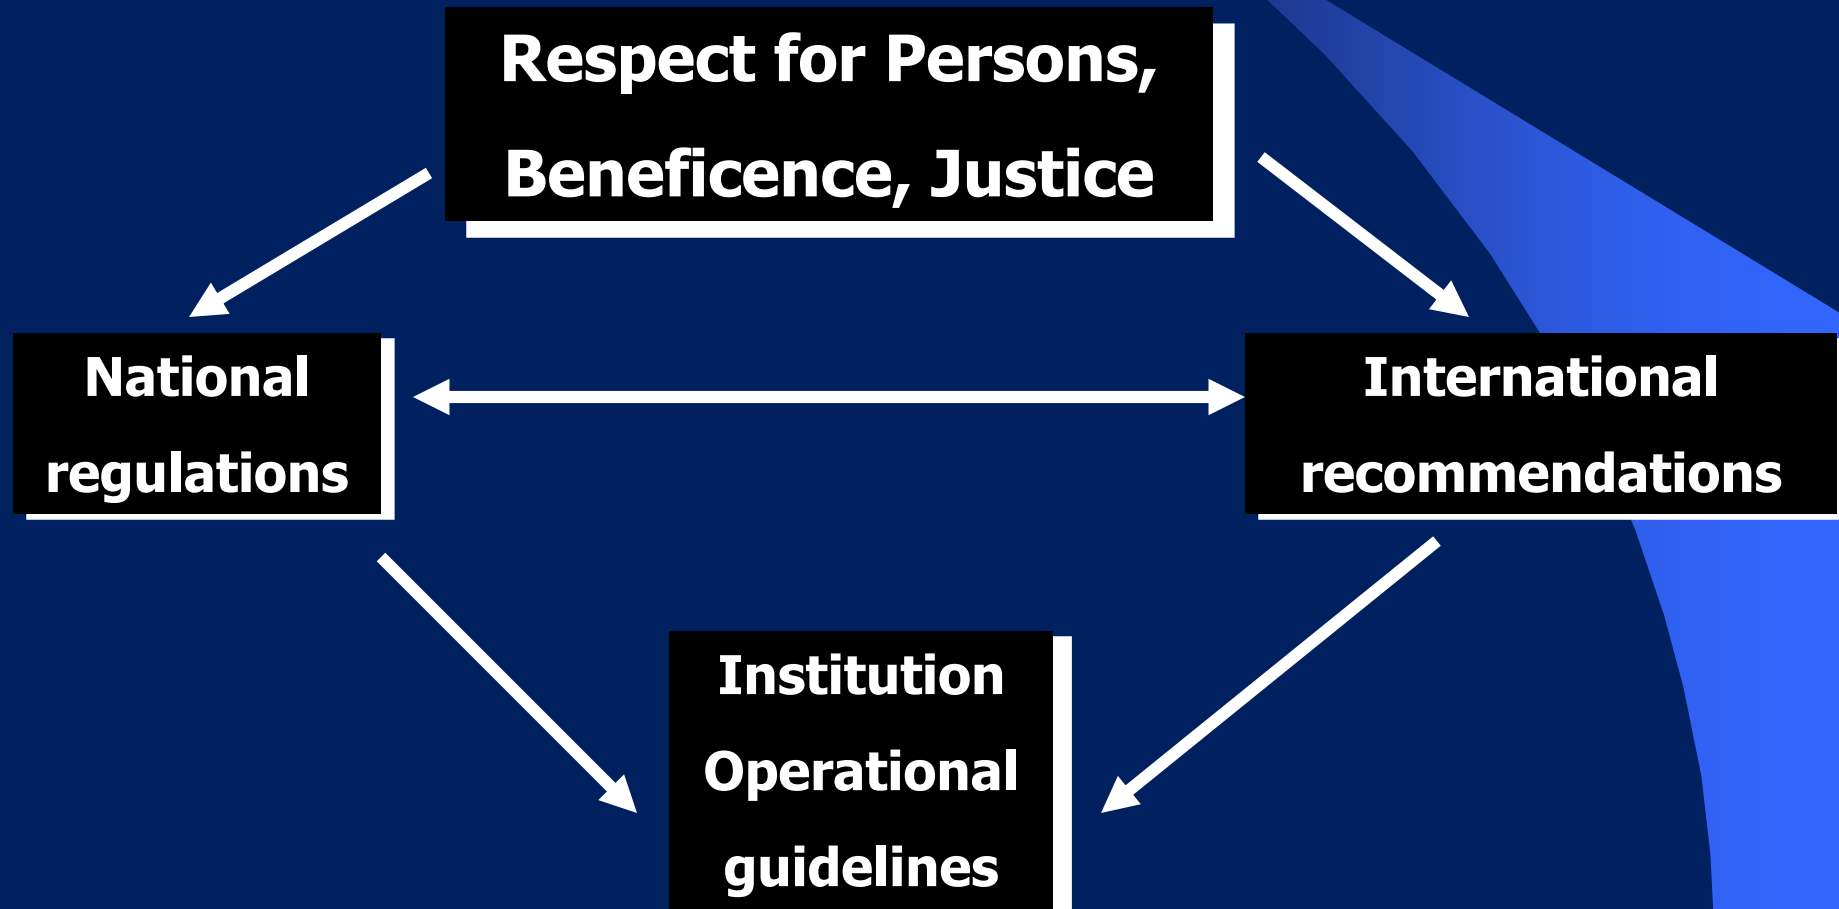 Respect for Persons,
Beneficence, Justice
National
regulations
International
recommendations
Institution
Operational
guidelines